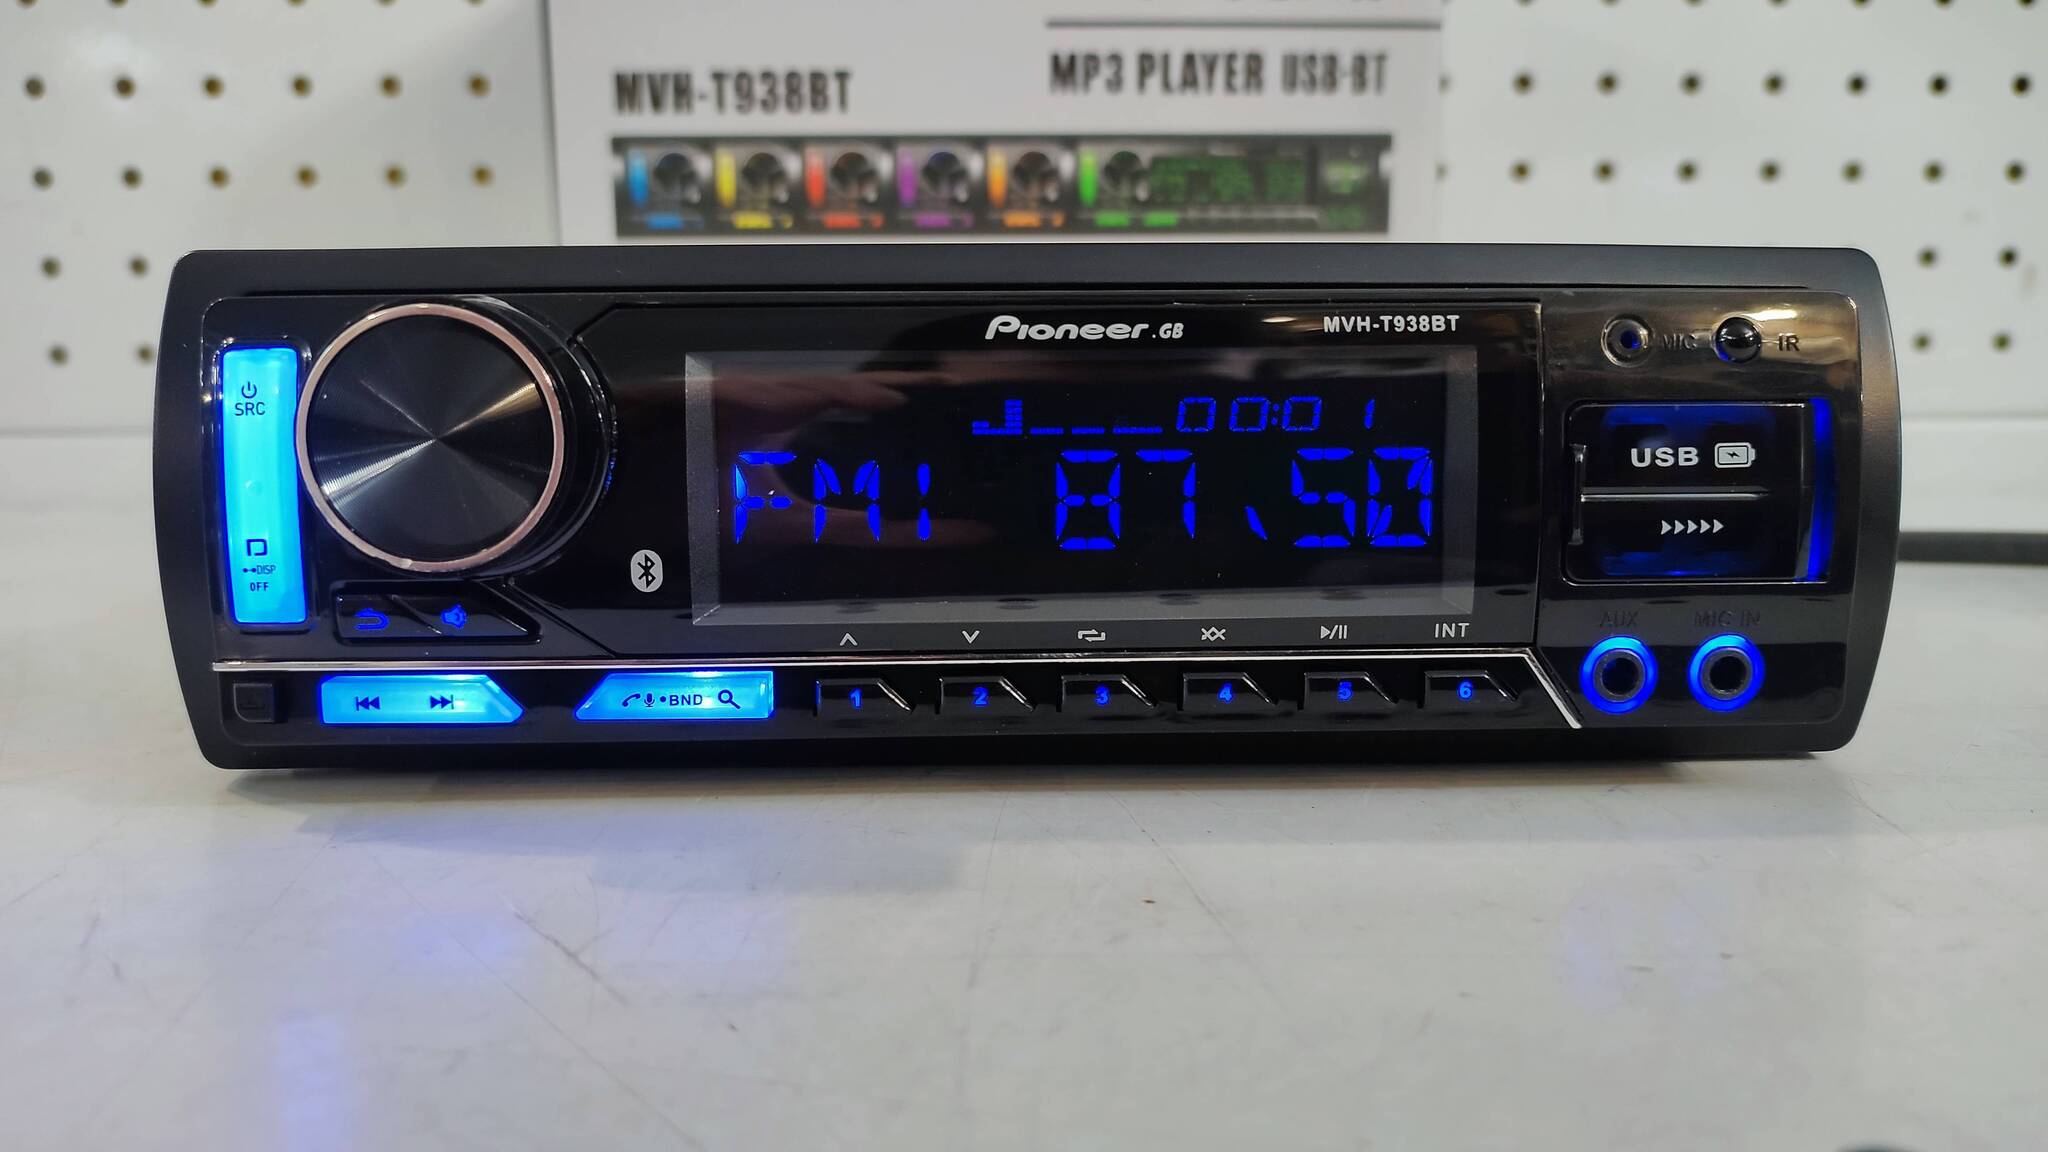 MVH-T938BT
MP3 PLAYER USB-BT
Pioneer.GB
MVH-T938BT
MIC IR
SRC
00:01
FM1 87.50
USB
DISP
OFF
AUX MIC IN
INT
BND
1 2 3 4 5 6